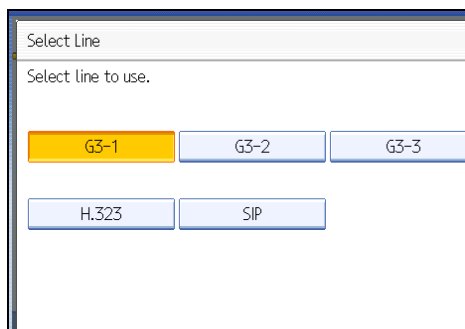 Select Line
Select line to use.
G3-1 G3-2 G3-3
H.323 SIP